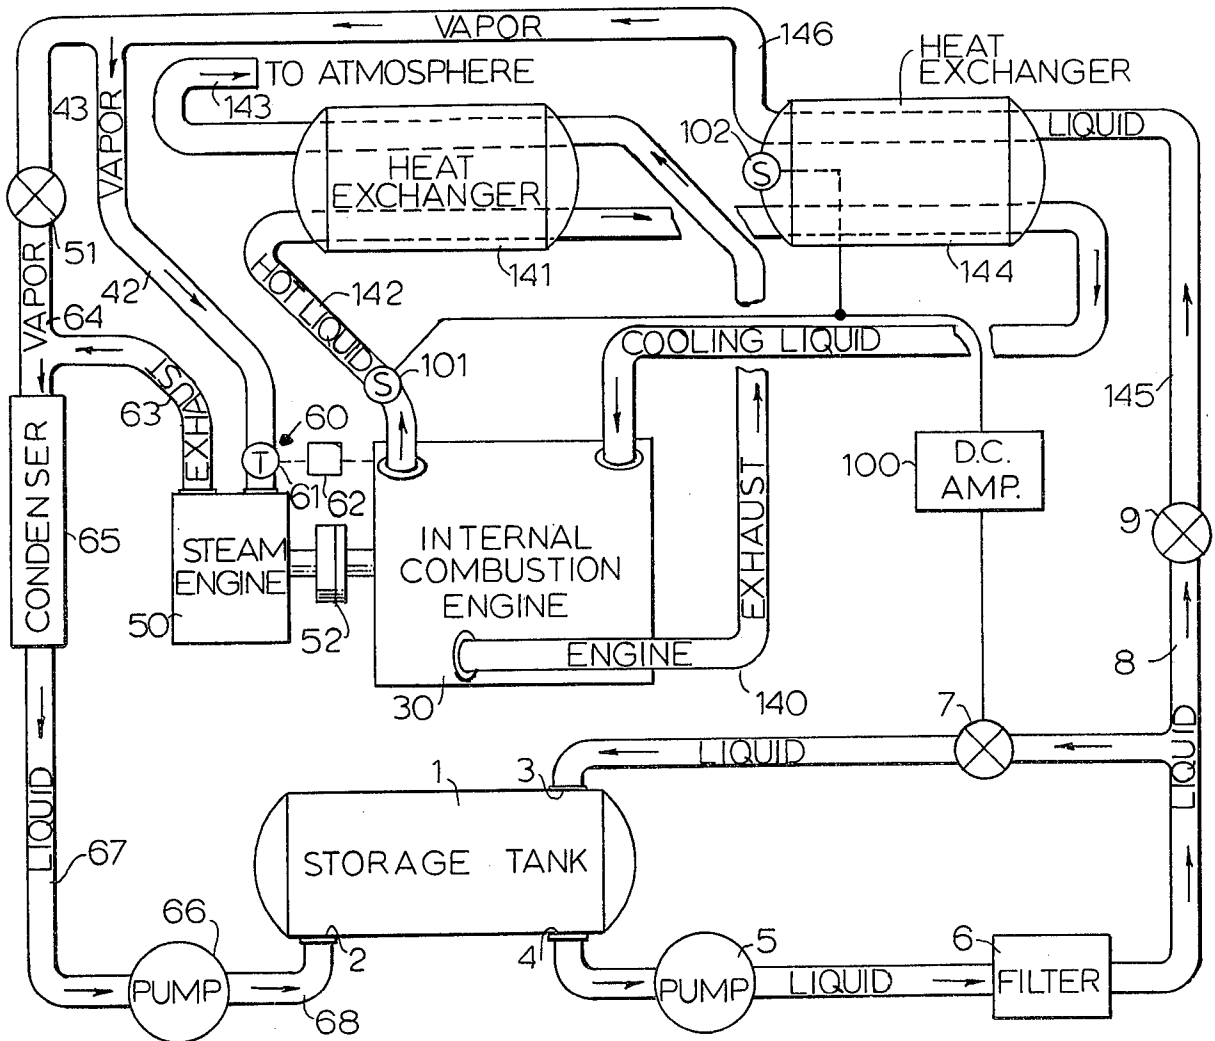 VAPOR
146
HEAT
EXCHANGER
TO ATMOSPHERE
143
43
VAPOR
102
LIQUID
S
HEAT
EXCHANGER
51
VAPOR
42
141
144
HOT LIQUID
142
64
COOLING LIQUID
101
S
145
EXHAUST
63
60
T
61
62
100
D.C.
AMP.
CONDENSER
65
STEAM
ENGINE
50
52
INTERNAL
COMBUSTION
ENGINE
EXHAUST
9
ENGINE
30
140
8
7
LIQUID
LIQUID
1
3
STORAGE TANK
LIQUID
67
66
2
4
5
6
PUMP
68
PUMP
LIQUID
FILTER